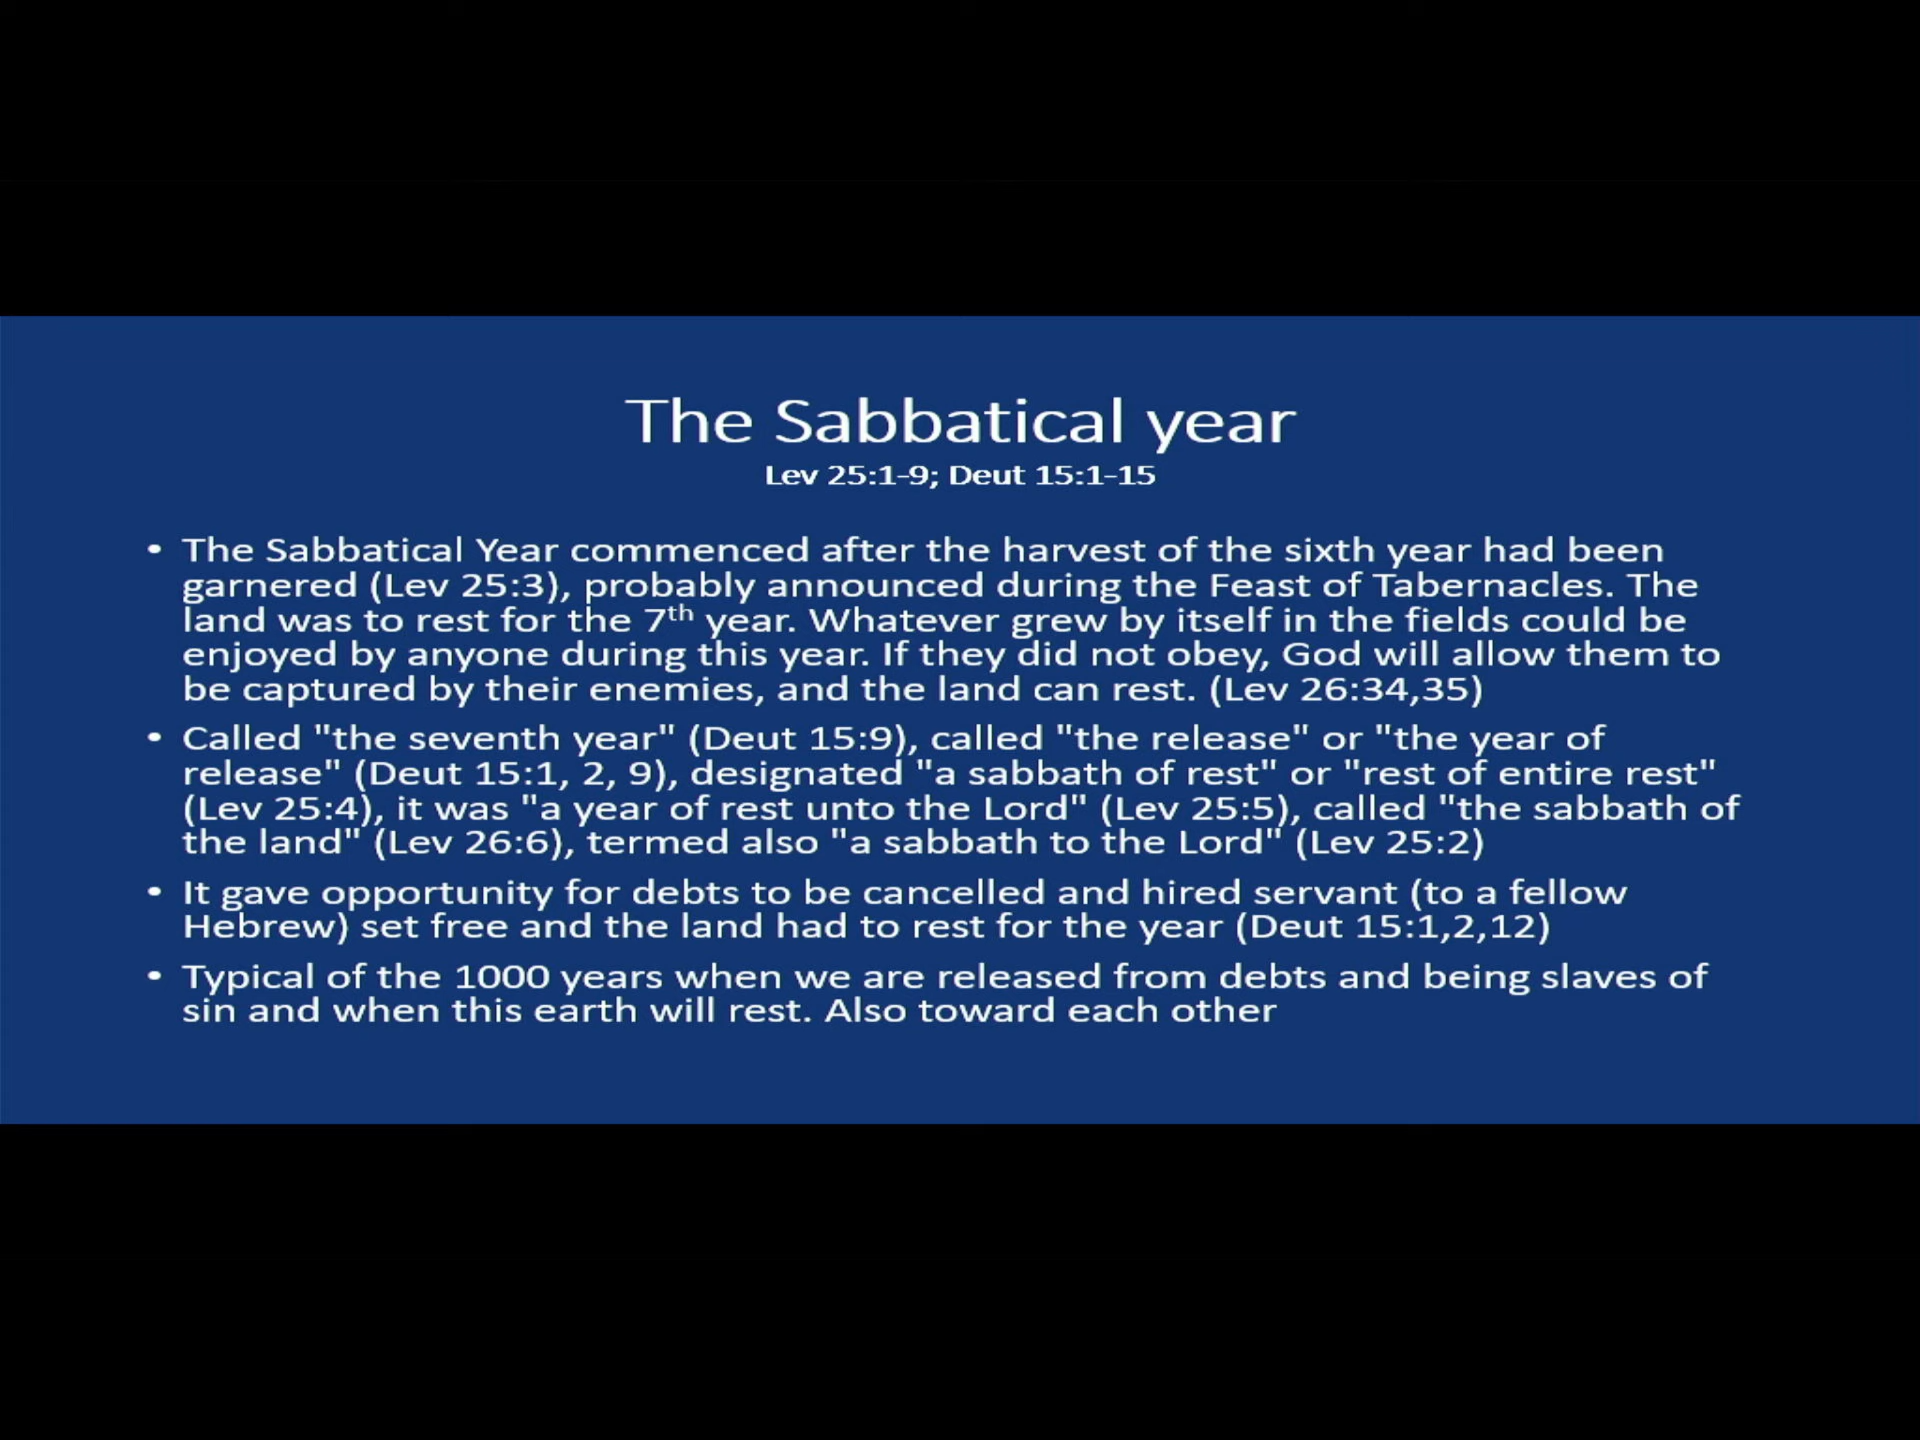 The Sabbatical year
Lev 25:1-9; Deut 15:1-15
• The Sabbatical Year commenced after the harvest of the sixth year had been
garnered (Lev 25:3), probably announced during the Feast of Tabernacles. The
land was to rest for the 7th year. Whatever grew by itself in the fields could be
enjoyed by anyone during this year. If they did not obey, God will allow them to
be captured by their enemies, and the land can rest. (Lev 26:34,35)
• Called "the seventh year" (Deut 15:9), called "the release" or "the year of
release" (Deut 15:1, 2, 9), designated "a sabbath of rest" or "rest of entire rest"
(Lev 25:4), it was "a year of rest unto the Lord" (Lev 25:5), called "the sabbath of
the land" (Lev 26:6), termed also "a sabbath to the Lord" (Lev 25:2)
• It gave opportunity for debts to be cancelled and hired servant (to a fellow
Hebrew) set free and the land had to rest for the year (Deut 15:1,2,12)
• Typical of the 1000 years when we are released from debts and being slaves of
sin and when this earth will rest. Also toward each other